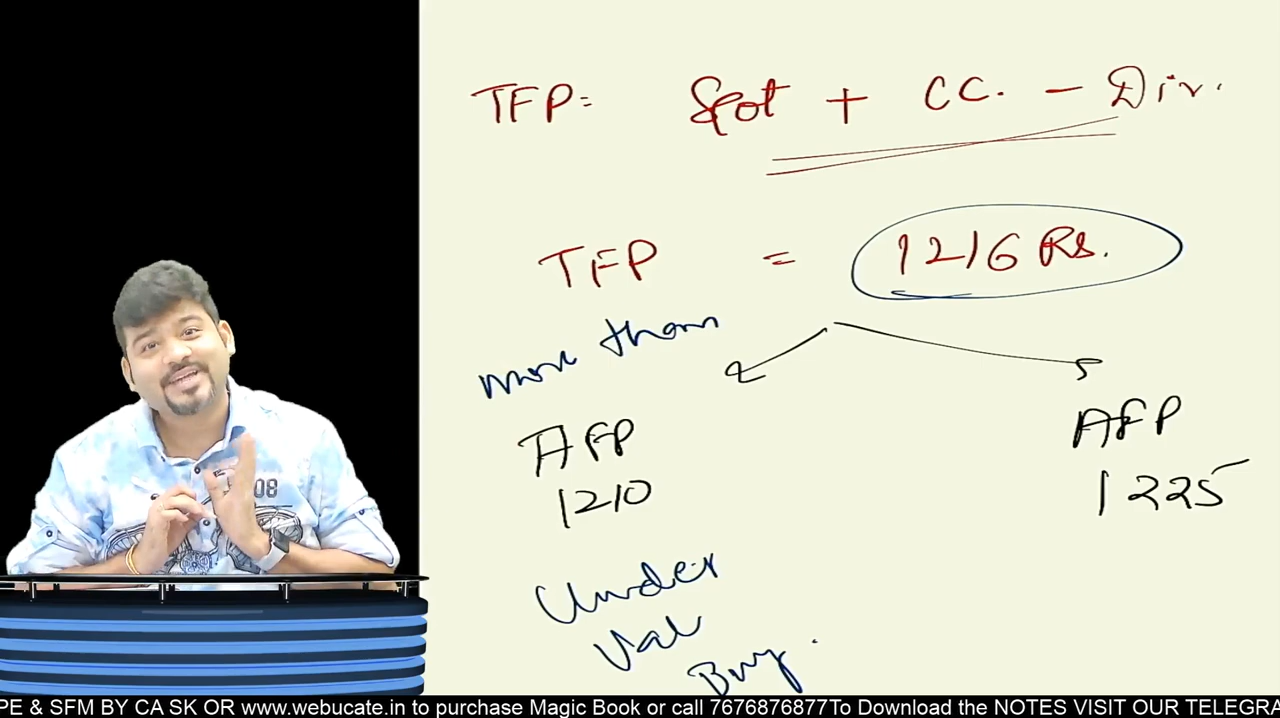 TFP = Spot + CC. - Div.
TFP = 1216 Rs.
more than
AFP AFP
1210 1225
Under
Val
Buy.
08
PE & SFM BY CA SK OR www.webucate.in to purchase Magic Book or call 7676876877To Download the NOTES VISIT OUR TELEGRA